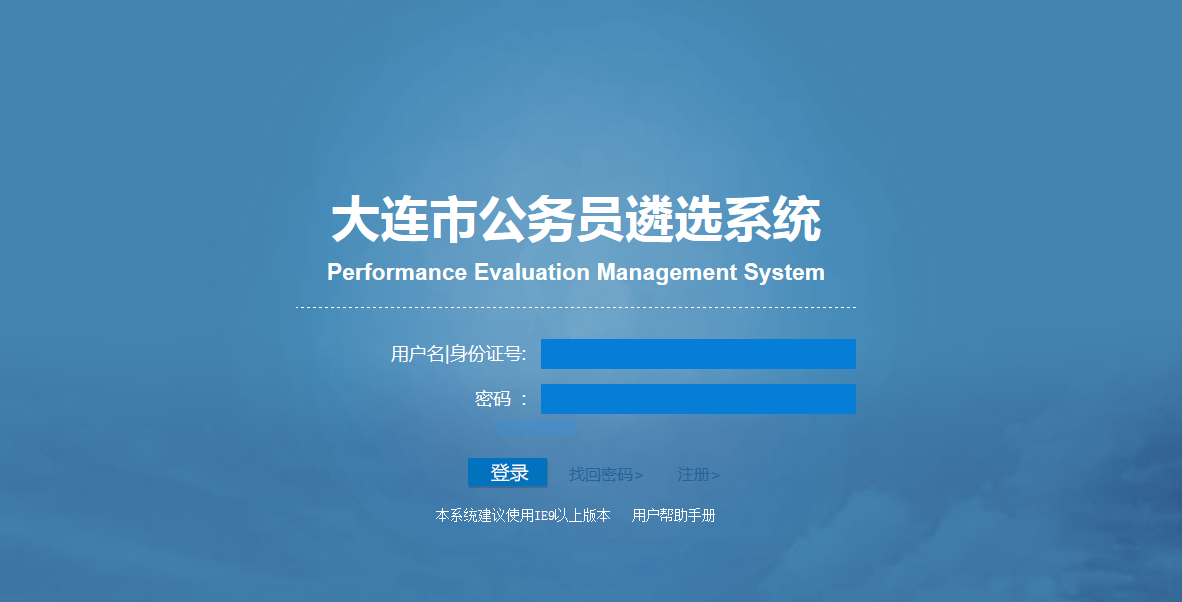 大连市公务员遴选系统
Performance Evaluation Management System
用户名|身份证号:
密码 :
登录 找回密码> 注册>
本系统建议使用IE9以上版本 用户帮助手册